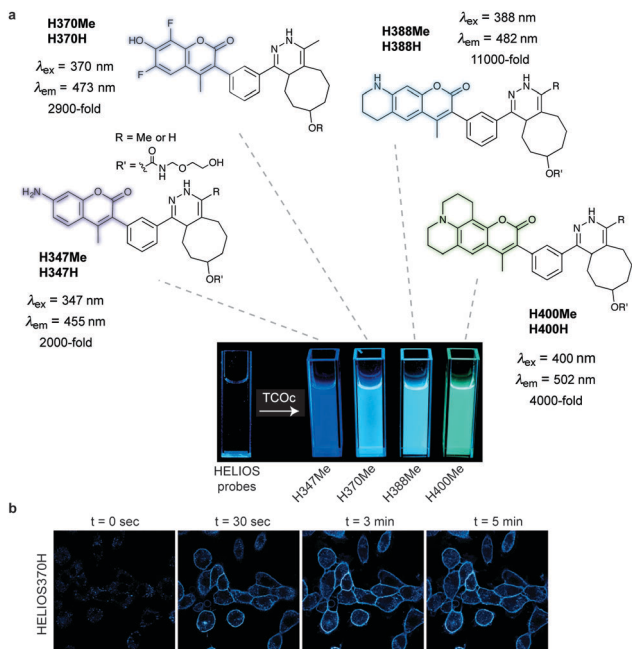 a
H370Me
H370H
λex = 370 nm
λem = 473 nm
2900-fold
F
HO
O
O
F
N
H
N
CH3
OR
H388Me
H388H
λex = 388 nm
λem = 482 nm
11000-fold
H
N
O
O
N
H
N
R
OR'
R = Me or H
R' =
O
N
H
O
OH
H347Me
H347H
H2N
O
O
N
H
N
R
OR'
λex = 347 nm
λem = 455 nm
2000-fold
N
O
O
N
H
N
R
OR'
H400Me
H400H
λex = 400 nm
λem = 502 nm
4000-fold
TCOc
HELIOS
probes
H347Me
H370Me
H388Me
H400Me
b
t = 0 sec
t = 30 sec
t = 3 min
t = 5 min
HELIOS370H